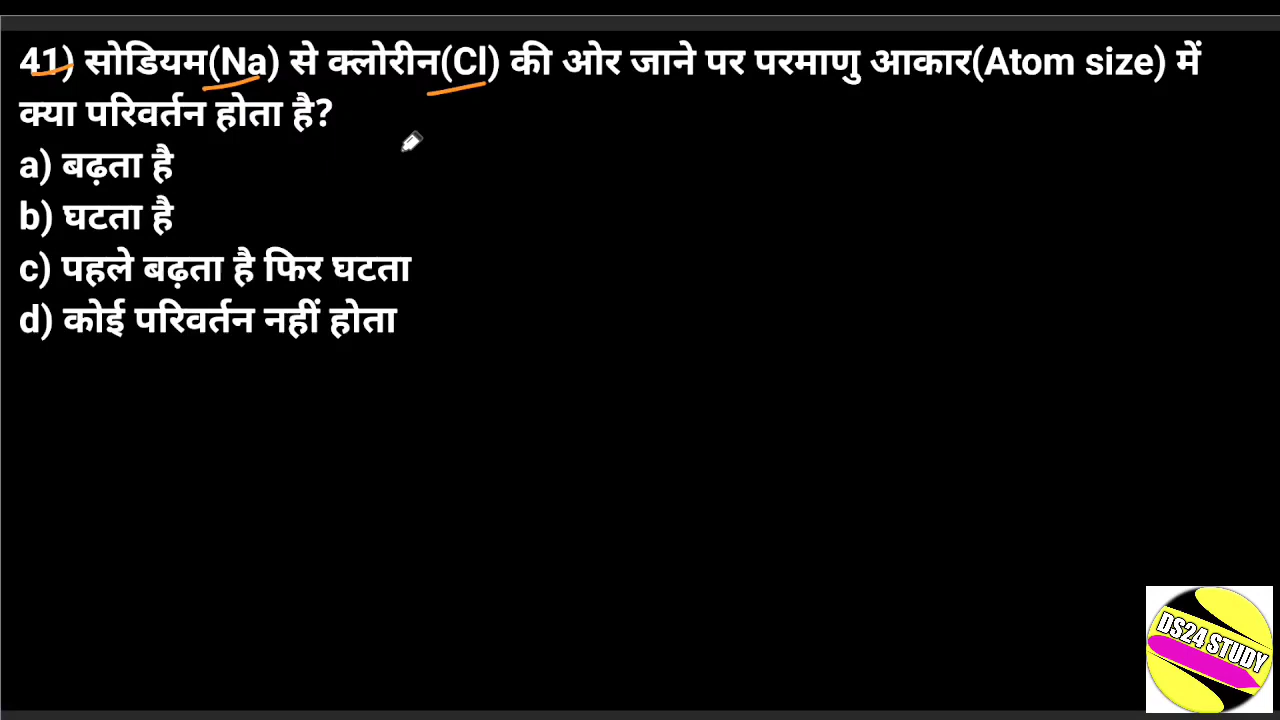 41) सोडियम(Na) से क्लोरीन(Cl) की ओर जाने पर परमाणु आकार(Atom size) में
क्या परिवर्तन होता है?
a) बढ़ता है
b) घटता है
c) पहले बढ़ता है फिर घटता
d) कोई परिवर्तन नहीं होता
DS24 STUDY